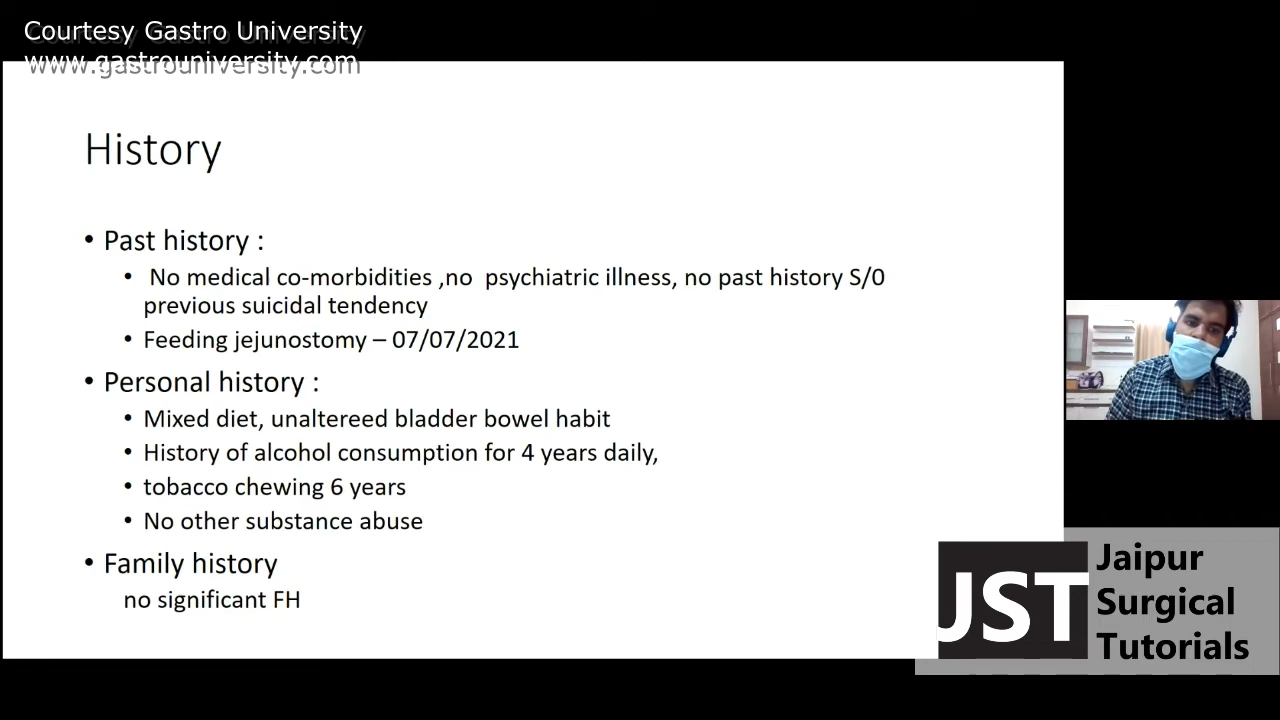 Courtesy Gastro University
www.gastrouniversity.com
History
• Past history :
• No medical co-morbidities ,no psychiatric illness, no past history S/0
previous suicidal tendency
• Feeding jejunostomy – 07/07/2021
• Personal history :
• Mixed diet, unaltereed bladder bowel habit
• History of alcohol consumption for 4 years daily,
• tobacco chewing 6 years
• No other substance abuse
• Family history
no significant FH
JST
Jaipur
Surgical
Tutorials